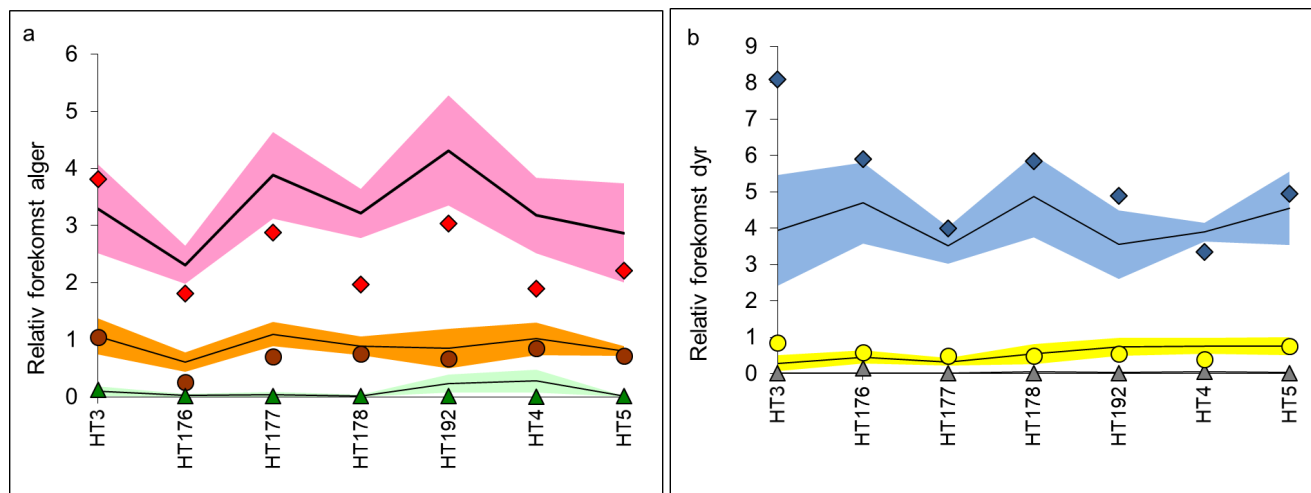 a
Relativ forekomst alger
6
5
4
3
2
1
0
HT3
HT176
HT177
HT178
HT192
HT4
HT5
b
Relativ forekomst dyr
9
8
7
6
5
4
3
2
1
0
HT3
HT176
HT177
HT178
HT192
HT4
HT5